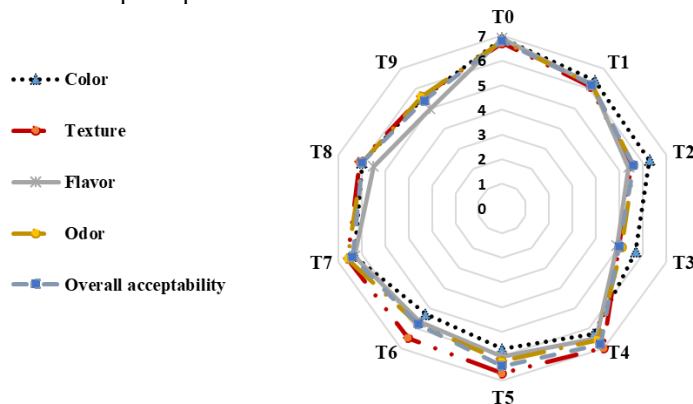 T0
T1
T2
T3
T4
T5
T6
T7
T8
T9
7
6
5
4
3
2
1
0
Color
Texture
Flavor
Odor
Overall acceptability